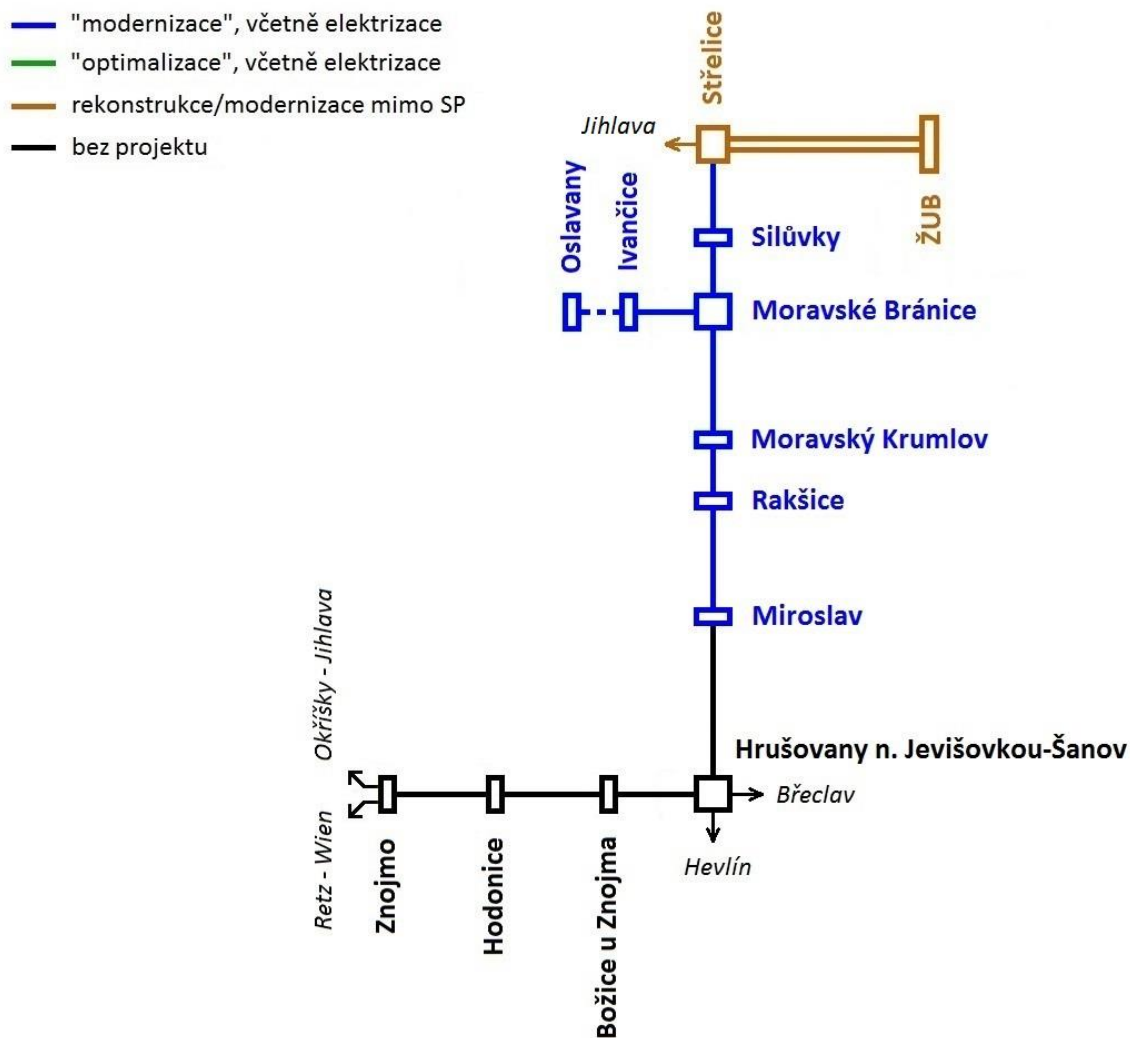 "modernizace", včetně elektrizace
"optimalizace", včetně elektrizace
rekonstrukce/modernizace mimo SP
bez projektu
Střelice
Jihlava
ŽUB
Oslavany
Ivančice
Silůvky
Moravské Bránice
Moravský Krumlov
Rakšice
Miroslav
Okříšky - Jihlava
Hrušovany n. Jevišovkou-Šanov
Břeclav
Retz - Wien
Znojmo
Hodonice
Božice u Znojma
Hevlín